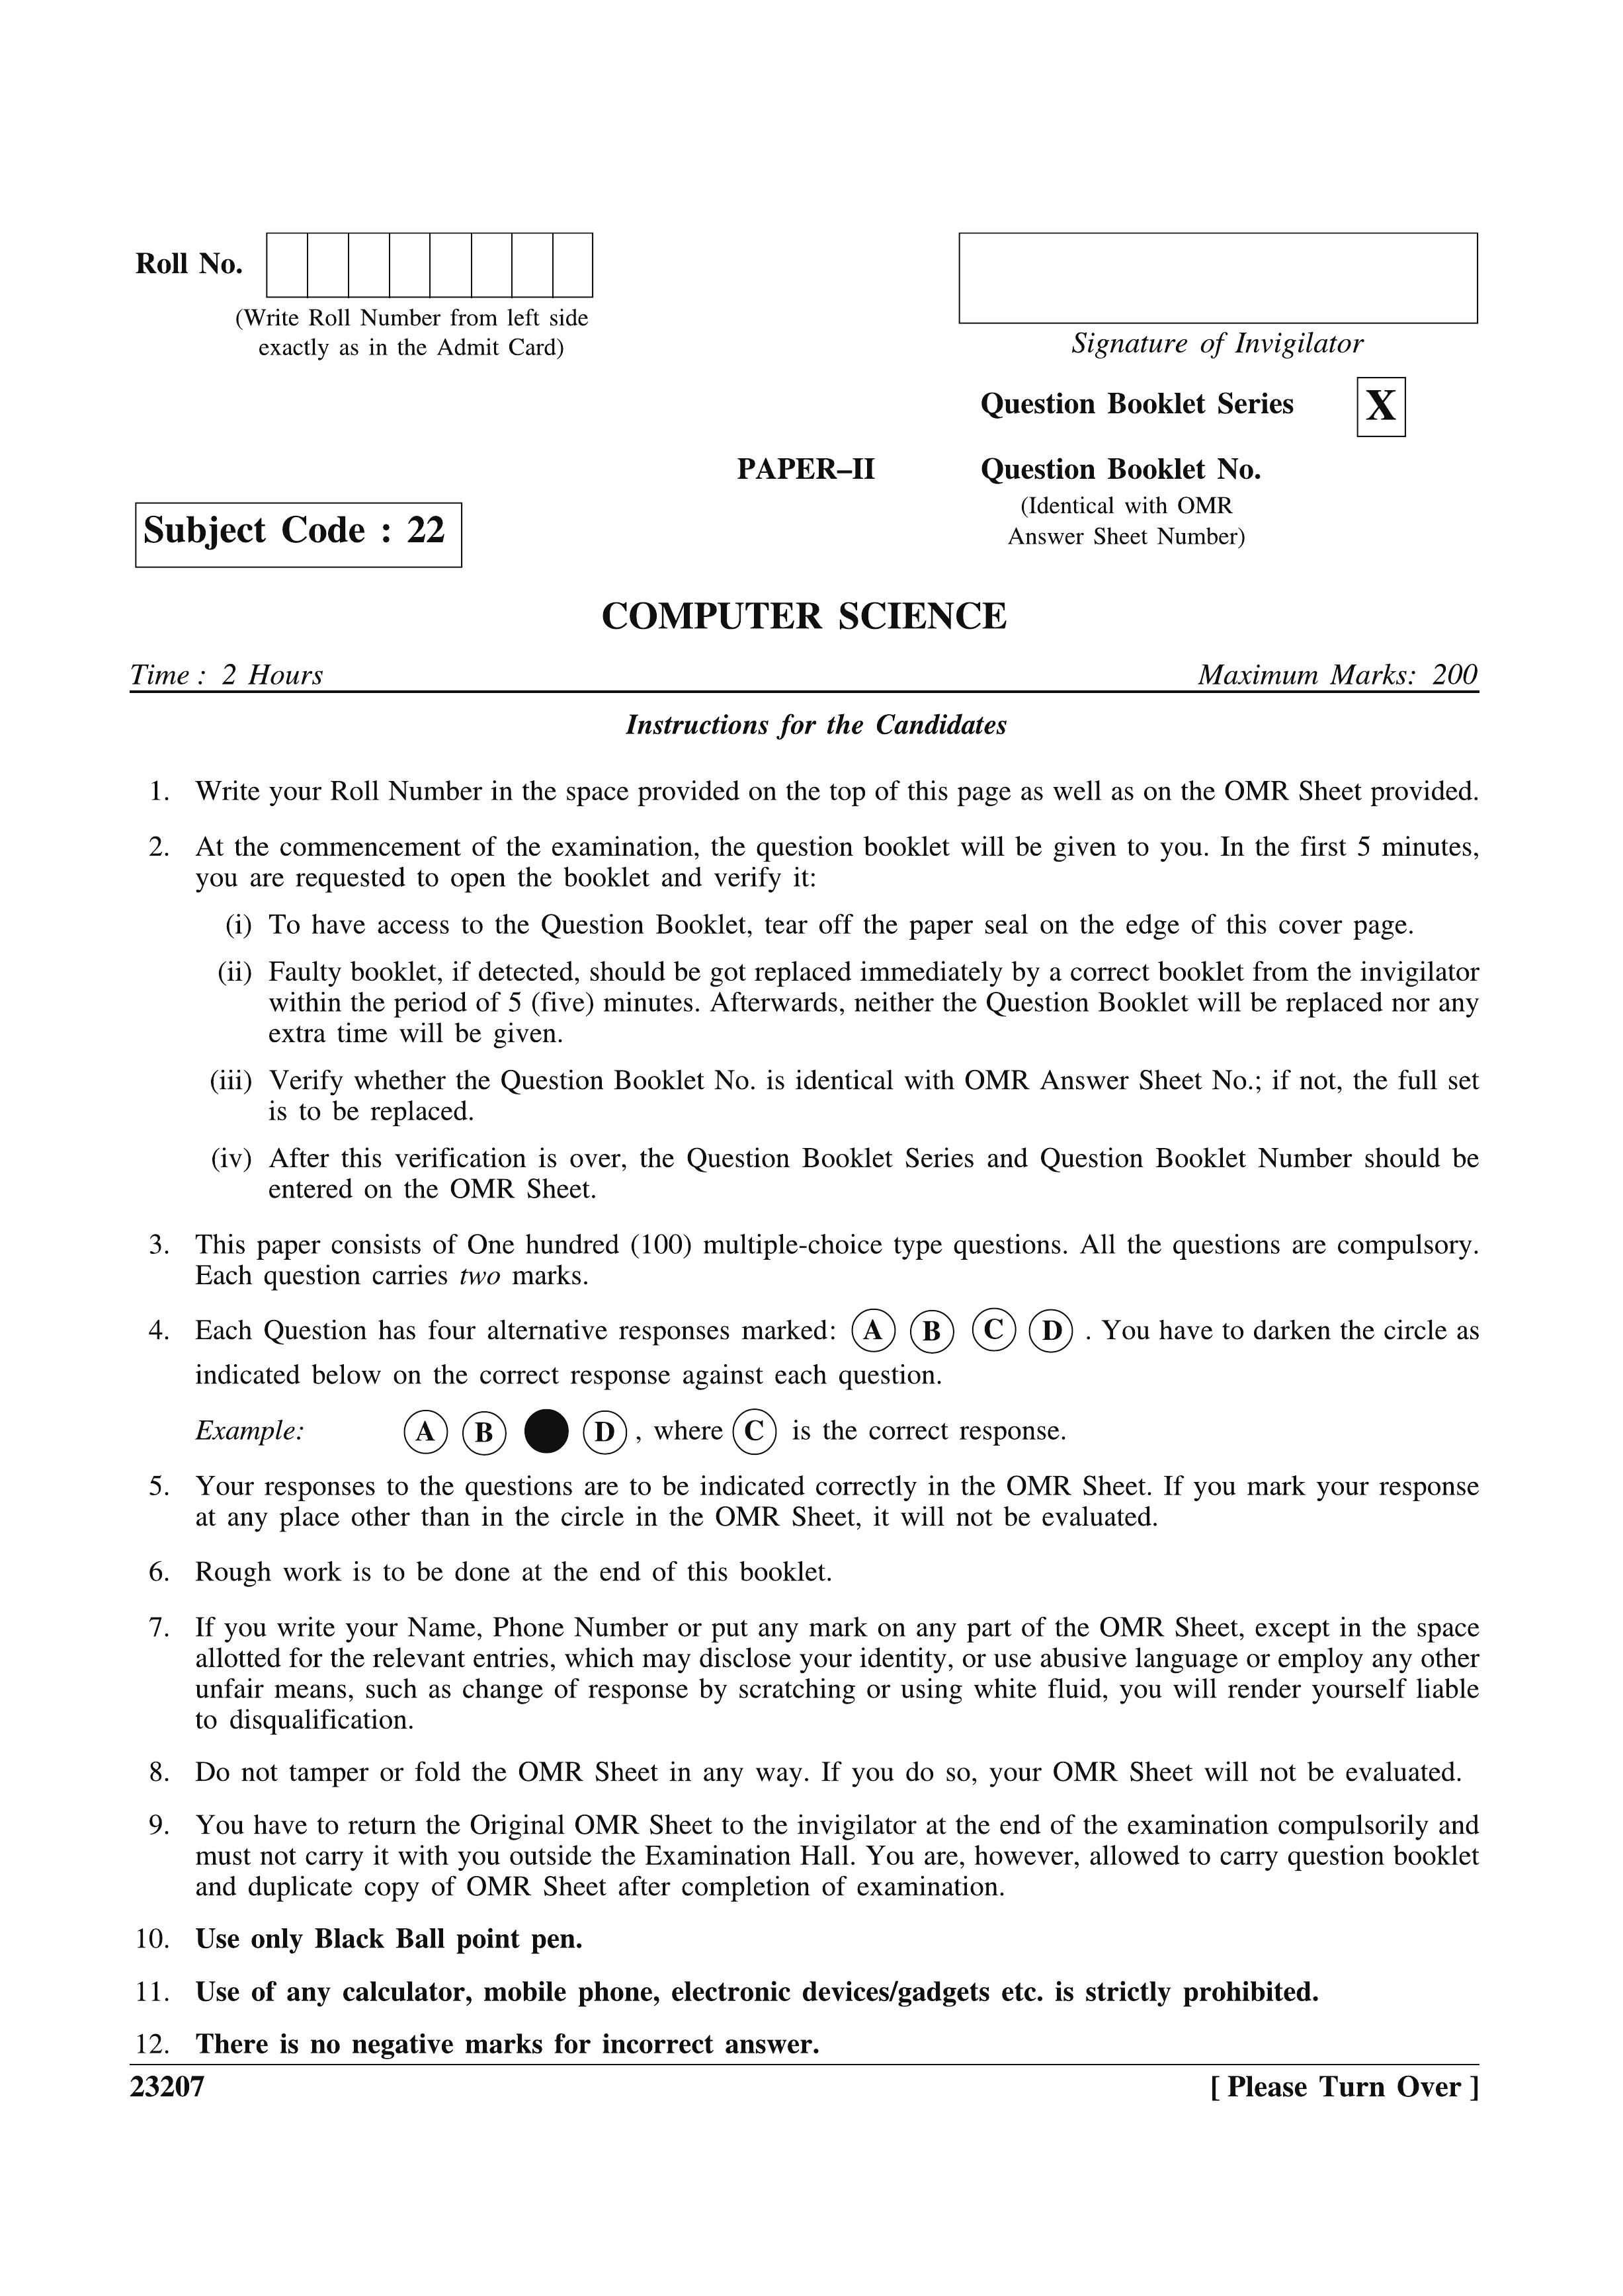 Roll No.
(Write Roll Number from left side
exactly as in the Admit Card)
Signature of Invigilator
Question Booklet Series X
PAPER–II Question Booklet No.
(Identical with OMR
Answer Sheet Number)
Subject Code : 22
COMPUTER SCIENCE
Time : 2 Hours Maximum Marks: 200
Instructions for the Candidates
1. Write your Roll Number in the space provided on the top of this page as well as on the OMR Sheet provided.
2. At the commencement of the examination, the question booklet will be given to you. In the first 5 minutes,
you are requested to open the booklet and verify it:
(i) To have access to the Question Booklet, tear off the paper seal on the edge of this cover page.
(ii) Faulty booklet, if detected, should be got replaced immediately by a correct booklet from the invigilator
within the period of 5 (five) minutes. Afterwards, neither the Question Booklet will be replaced nor any
extra time will be given.
(iii) Verify whether the Question Booklet No. is identical with OMR Answer Sheet No.; if not, the full set
is to be replaced.
(iv) After this verification is over, the Question Booklet Series and Question Booklet Number should be
entered on the OMR Sheet.
3. This paper consists of One hundred (100) multiple-choice type questions. All the questions are compulsory.
Each question carries two marks.
4. Each Question has four alternative responses marked: A B C D . You have to darken the circle as
indicated below on the correct response against each question.
Example: A B D , where C is the correct response.
5. Your responses to the questions are to be indicated correctly in the OMR Sheet. If you mark your response
at any place other than in the circle in the OMR Sheet, it will not be evaluated.
6. Rough work is to be done at the end of this booklet.
7. If you write your Name, Phone Number or put any mark on any part of the OMR Sheet, except in the space
allotted for the relevant entries, which may disclose your identity, or use abusive language or employ any other
unfair means, such as change of response by scratching or using white fluid, you will render yourself liable
to disqualification.
8. Do not tamper or fold the OMR Sheet in any way. If you do so, your OMR Sheet will not be evaluated.
9. You have to return the Original OMR Sheet to the invigilator at the end of the examination compulsorily and
must not carry it with you outside the Examination Hall. You are, however, allowed to carry question booklet
and duplicate copy of OMR Sheet after completion of examination.
10. Use only Black Ball point pen.
11. Use of any calculator, mobile phone, electronic devices/gadgets etc. is strictly prohibited.
12. There is no negative marks for incorrect answer.
23207 [ Please Turn Over ]